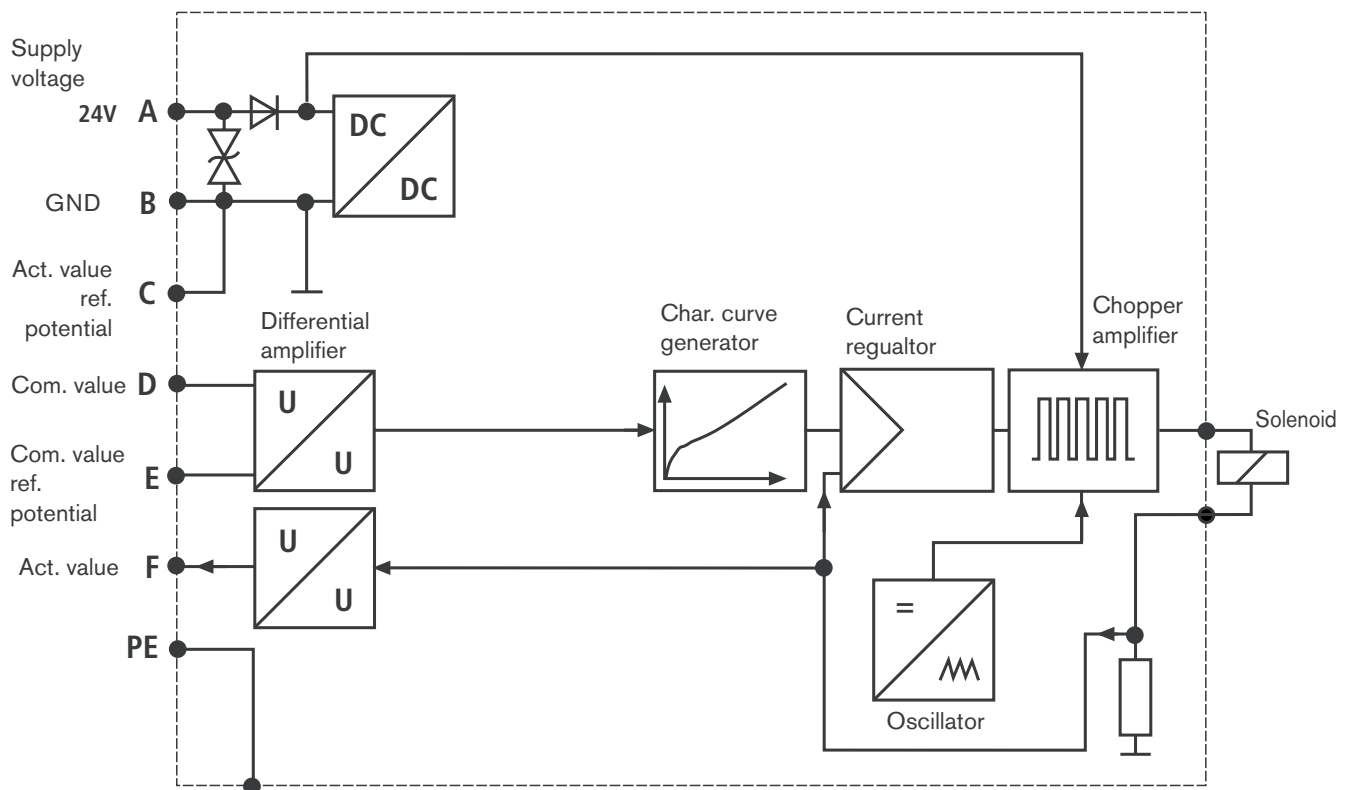 Supply
voltage
24V A
DC
DC
GND B
Act. value
ref.
potential
C
Differential
amplifier
Char. curve
generator
Current
regualtor
Chopper
amplifier
Com. value D
U
U
Solenoid
Com. value
ref.
potential
E
Act. value F
U
U
=
Oscillator
PE